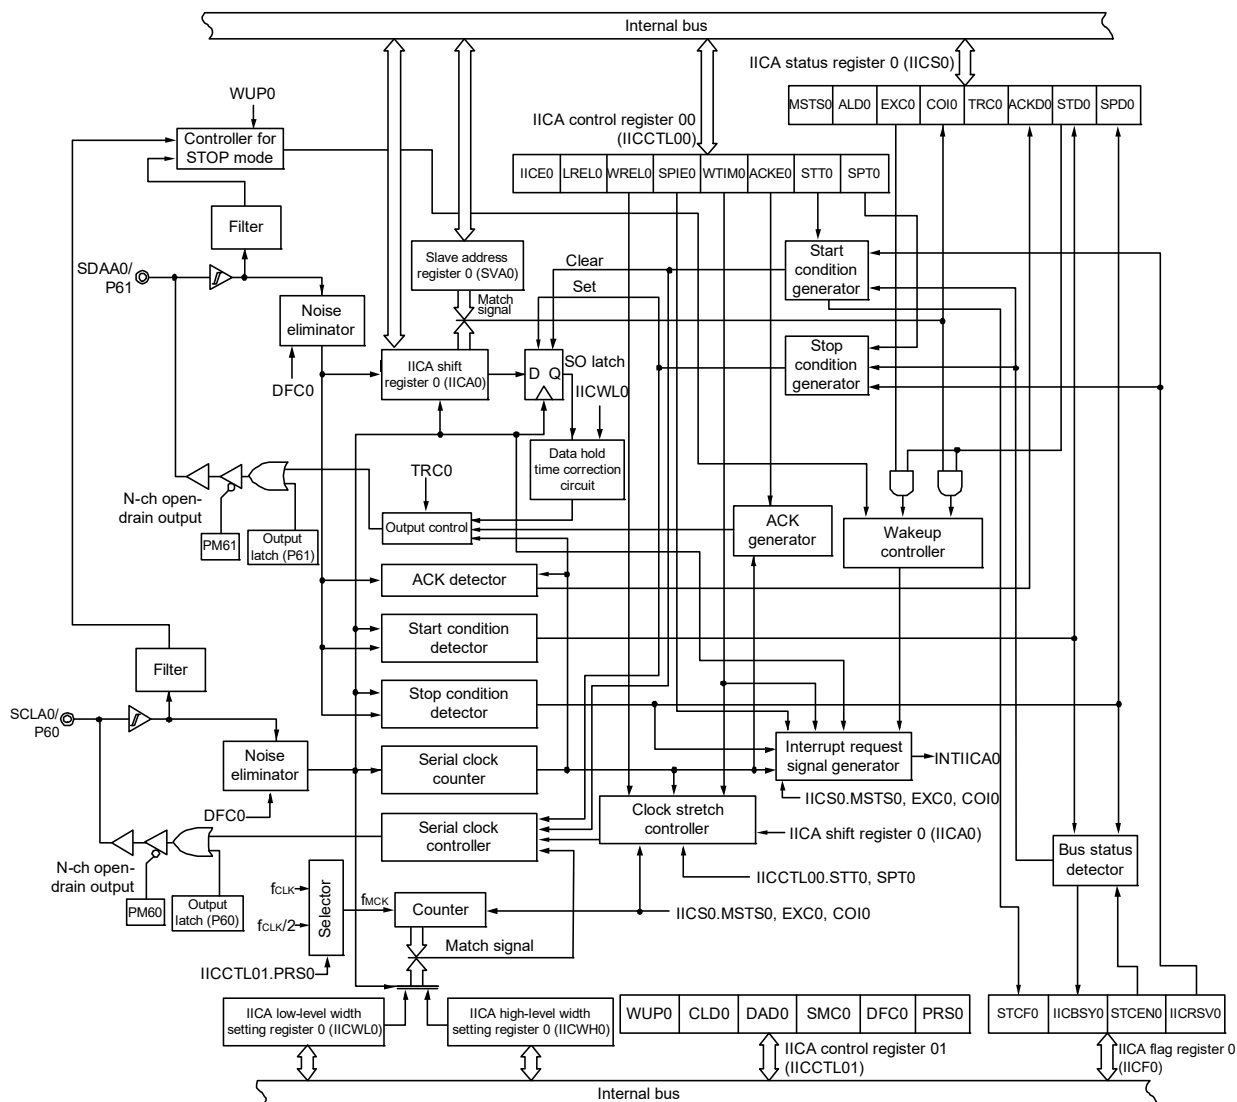 Internal bus
IICA status register 0 (IICS0)
MSTS0 ALD0 EXC0 COI0 TRC0 ACKD0 STD0 SPD0
WUP0
Controller for
STOP mode
IICA control register 00
(IICCTL00)
IICE0 LREL0 WREL0 SPIE0 WTIM0 ACKE0 STT0 SPT0
Filter
SDAA0/
P61
Slave address
register 0 (SVA0)
Clear
Set
Start
condition
generator
Match
signal
Noise
eliminator
DFC0
IICA shift
register 0 (IICA0)
D Q
SO latch
IICWL0
Stop
condition
generator
Data hold
time correction
circuit
TRC0
N-ch open-
drain output
PM61
Output
latch (P61)
Output control
ACK
generator
Wakeup
controller
ACK detector
Start condition
detector
Filter
Stop condition
detector
SCLA0/
P60
Noise
eliminator
DFC0
Serial clock
counter
Interrupt request
signal generator
INTIICA0
IICS0.MSTS0, EXC0, COI0
Clock stretch
controller
IICA shift register 0 (IICA0)
Serial clock
controller
Bus status
detector
N-ch open-
drain output
PM60
Output
latch (P60)
IICCTL00.STT0, SPT0
fCLK
fCLK/2
Selector
fMCK
Counter
IICS0.MSTS0, EXC0, COI0
Match signal
IICCTL01.PRS0
IICA low-level width
setting register 0 (IICWL0)
IICA high-level width
setting register 0 (IICWH0)
WUP0 CLD0 DAD0 SMC0 DFC0 PRS0
STCF0 IICBSY0 STCEN0 IICRSV0
IICA control register 01
(IICCTL01)
IICA flag register 0
(IICF0)
Internal bus